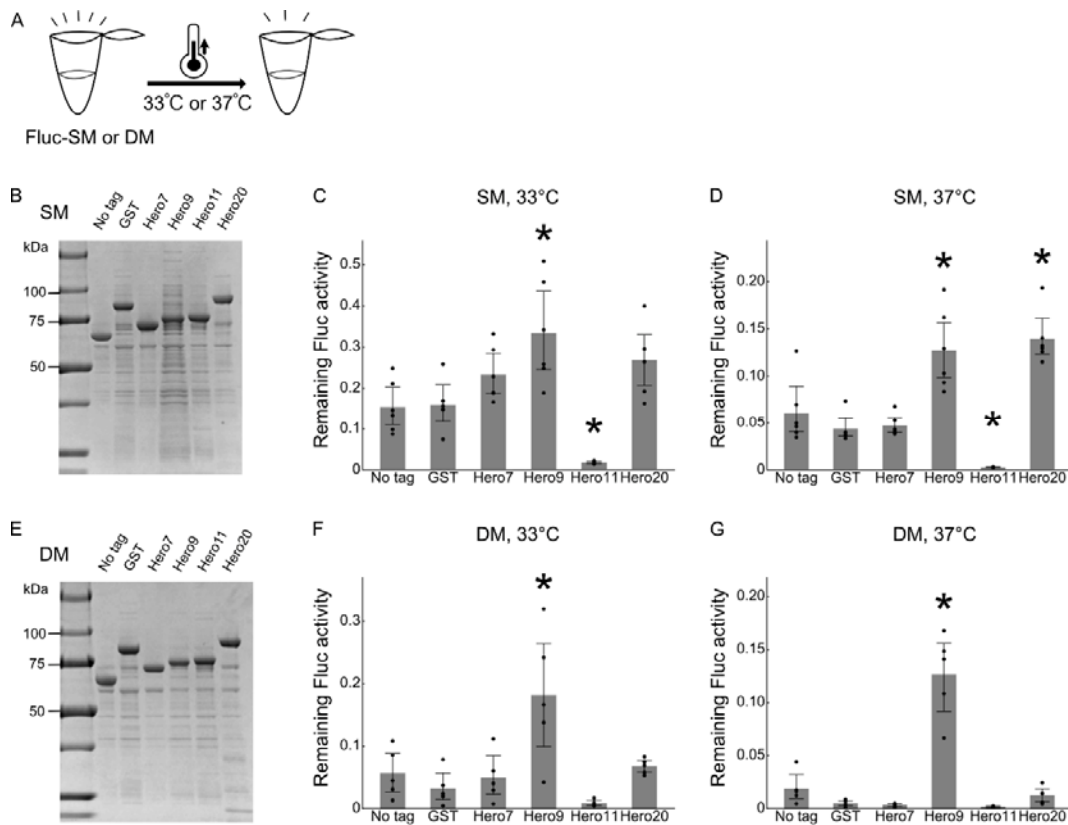 A
33°C or 37°C
Fluc-SM or DM
B
SM
No tag
GST
Hero7
Hero9
Hero11
Hero20
kDa
100
75
50
C
SM, 33°C
*
*
Remaining Fluc activity
0.5
0.4
0.3
0.2
0.1
0
No tag GST Hero7 Hero9 Hero11 Hero20
D
SM, 37°C
*
*
*
Remaining Fluc activity
0.20
0.15
0.10
0.05
0
No tag GST Hero7 Hero9 Hero11 Hero20
E
DM
No tag
GST
Hero7
Hero9
Hero11
Hero20
kDa
100
75
50
F
DM, 33°C
*
Remaining Fluc activity
0.3
0.2
0.1
0
No tag GST Hero7 Hero9 Hero11 Hero20
G
DM, 37°C
*
Remaining Fluc activity
0.20
0.15
0.10
0.05
0
No tag GST Hero7 Hero9 Hero11 Hero20